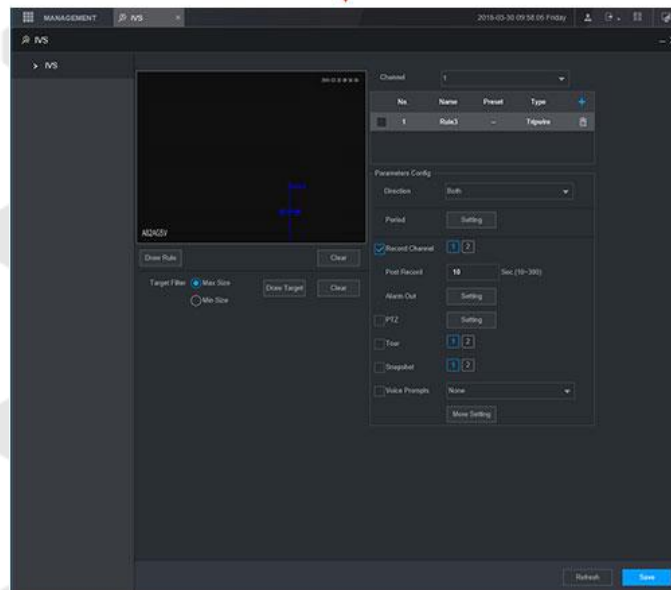 MANAGEMENT IVS 2016-03-30 09:58:06 Friday
IVS
IVS
Channel 1
No. Name Preset Type
1 Rule3 -- Tripwire
Parameters Config
Direction Both
Period Setting
A82AG5V
Draw Rule Clear
Record Channel 1 2
Target Filter Max Size Draw Target Clear
Min Size
Post Record 10 Sec.(10~300)
Alarm Out Setting
PTZ Setting
Tour 1 2
Snapshot 1 2
Voice Prompts None
More Setting
Refresh Save